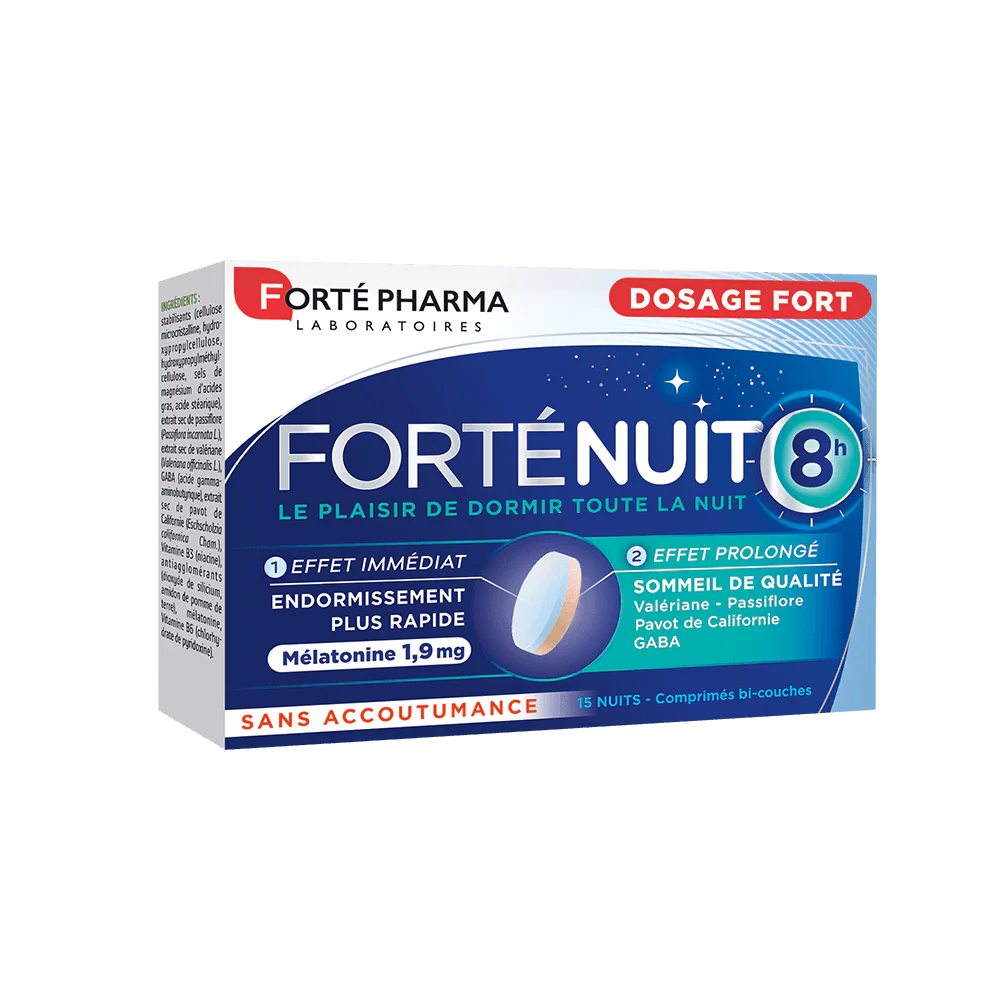 FORTÉ PHARMA
LABORATOIRES
DOSAGE FORT
FORTÉNUIT 8h
LE PLAISIR DE DORMIR TOUTE LA NUIT
1 EFFET IMMÉDIAT
ENDORMISSEMENT
PLUS RAPIDE
Mélatonine 1,9 mg
2 EFFET PROLONGÉ
SOMMEIL DE QUALITÉ
Valériane - Passiflore
Pavot de Californie
GABA
15 NUITS - Comprimés bi-couches
SANS ACCOUTUMANCE
INGRÉDIENTS :
stabilisants (cellulose
microcristalline, hydro-
xypropylcellulose,
hydroxypropylméthyl-
cellulose, sels de
magnésium d'acides
gras, acide stéarique),
extrait sec de passiflore
(Passiflora incarnata L.),
extrait sec de valériane
(Valeriana officinalis L.),
GABA (acide gamma-
aminobutyrique), extrait
sec de pavot de
Californie (Eschscholzia
californica Cham.),
Vitamine B3 (niacine),
antiagglomérants
(dioxyde de silicium,
amidon de pomme de
terre), mélatonine,
Vitamine B6 (chlorhy-
drate de pyridoxine).